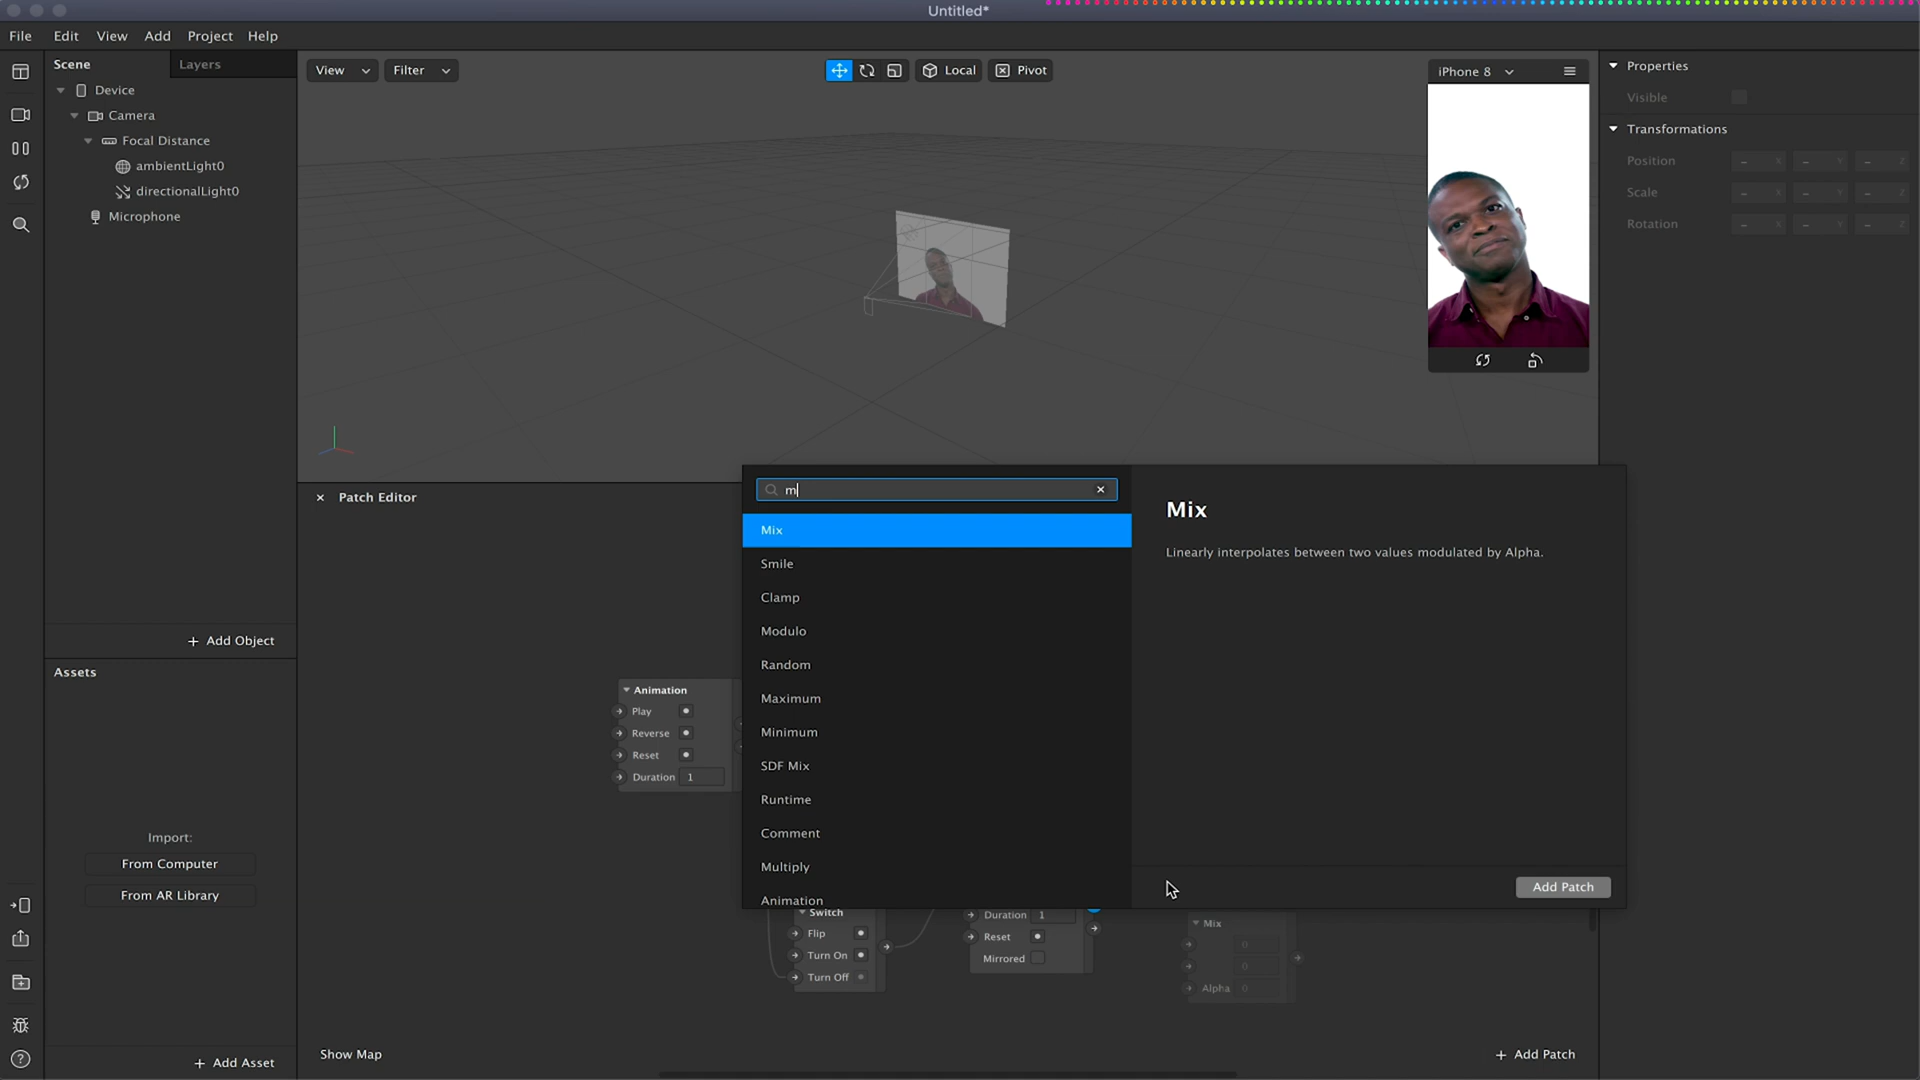 Untitled*
File Edit View Add Project Help
Scene Layers
Device
Camera
Focal Distance
ambientLight0
directionalLight0
Microphone
+ Add Object
Assets
Import:
From Computer
From AR Library
+ Add Asset
View Filter Local Pivot
iPhone 8
Properties
Visible
Transformations
Position – X – Y – Z
Scale – X – Y – Z
Rotation – X – Y – Z
× Patch Editor
Animation
Play
Reverse
Reset
Duration 1
m
Mix
Smile
Clamp
Modulo
Random
Maximum
Minimum
SDF Mix
Runtime
Comment
Multiply
Animation
Mix
Linearly interpolates between two values modulated by Alpha.
Add Patch
Switch
Flip
Turn On
Turn Off
Duration 1
Reset
Mirrored
Mix
0
0
Alpha 0
Show Map
+ Add Patch